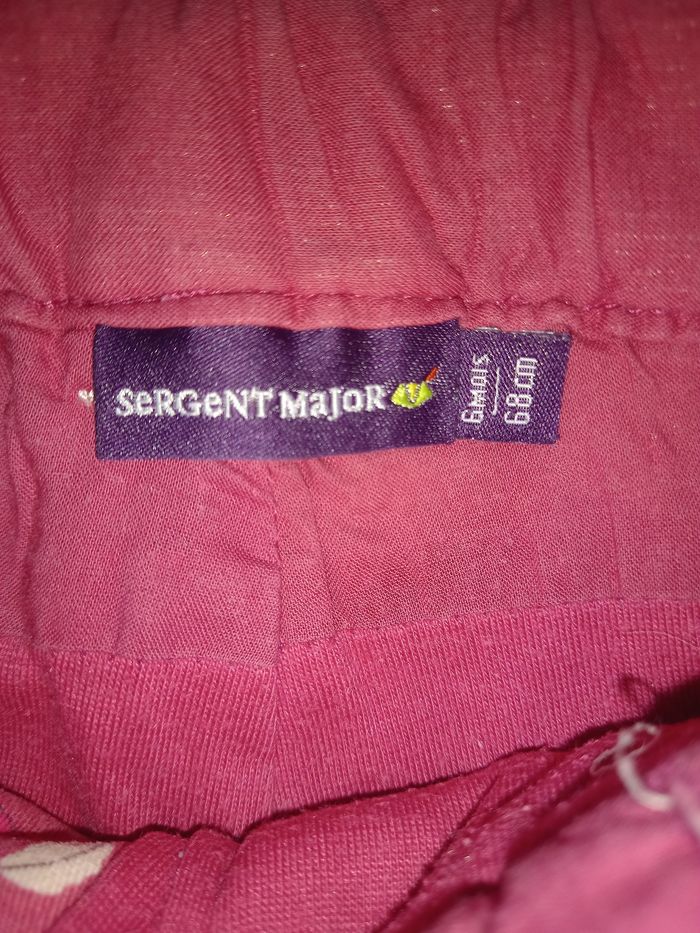 SeRGeNT MaJoR
6mois
68cm